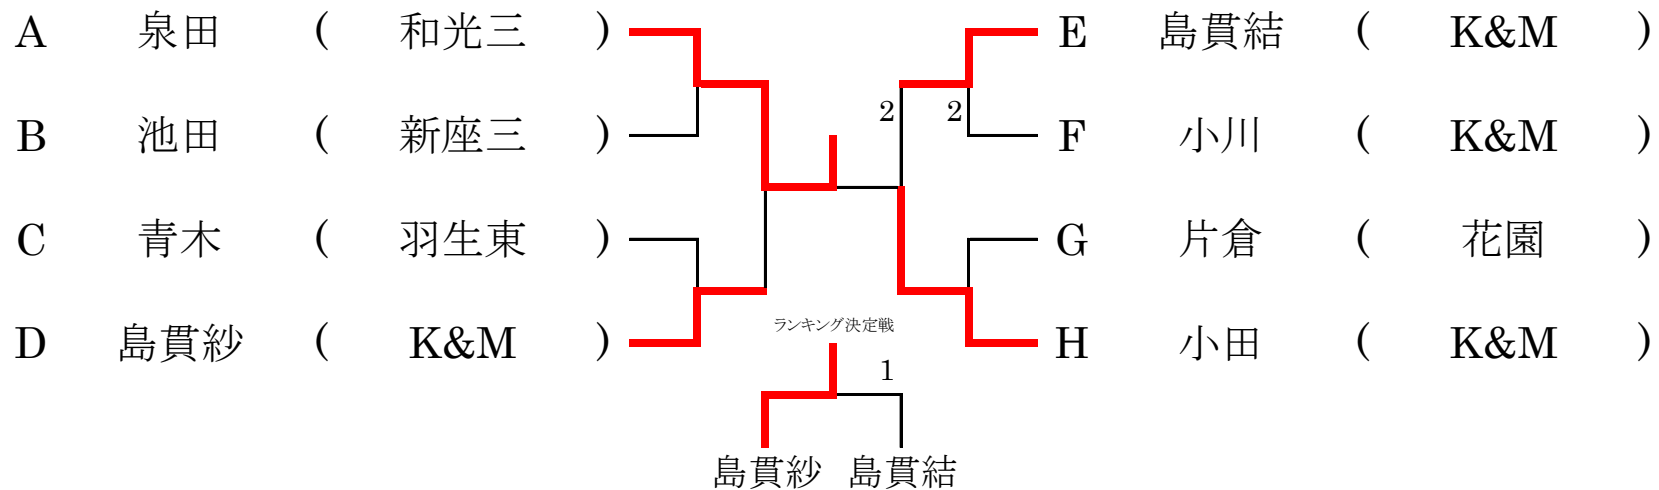 A 泉田 ( 和光三 ) E 島貫結 ( K&M )
2 2
B 池田 ( 新座三 ) F 小川 ( K&M )
C 青木 ( 羽生東 ) G 片倉 ( 花園 )
ランキング決定戦
D 島貫紗 ( K&M ) H 小田 ( K&M )
1
島貫紗 島貫結